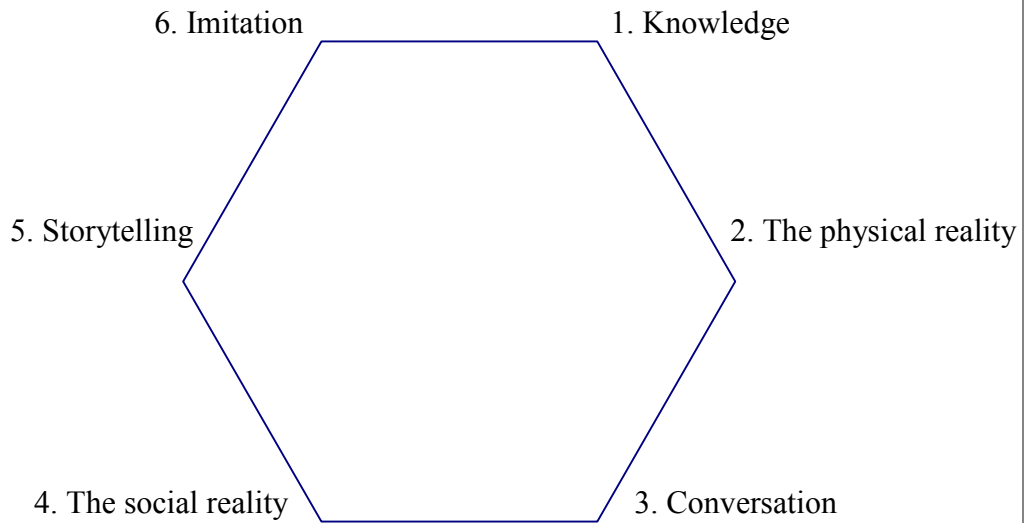 6. Imitation
1. Knowledge
5. Storytelling
2. The physical reality
4. The social reality
3. Conversation